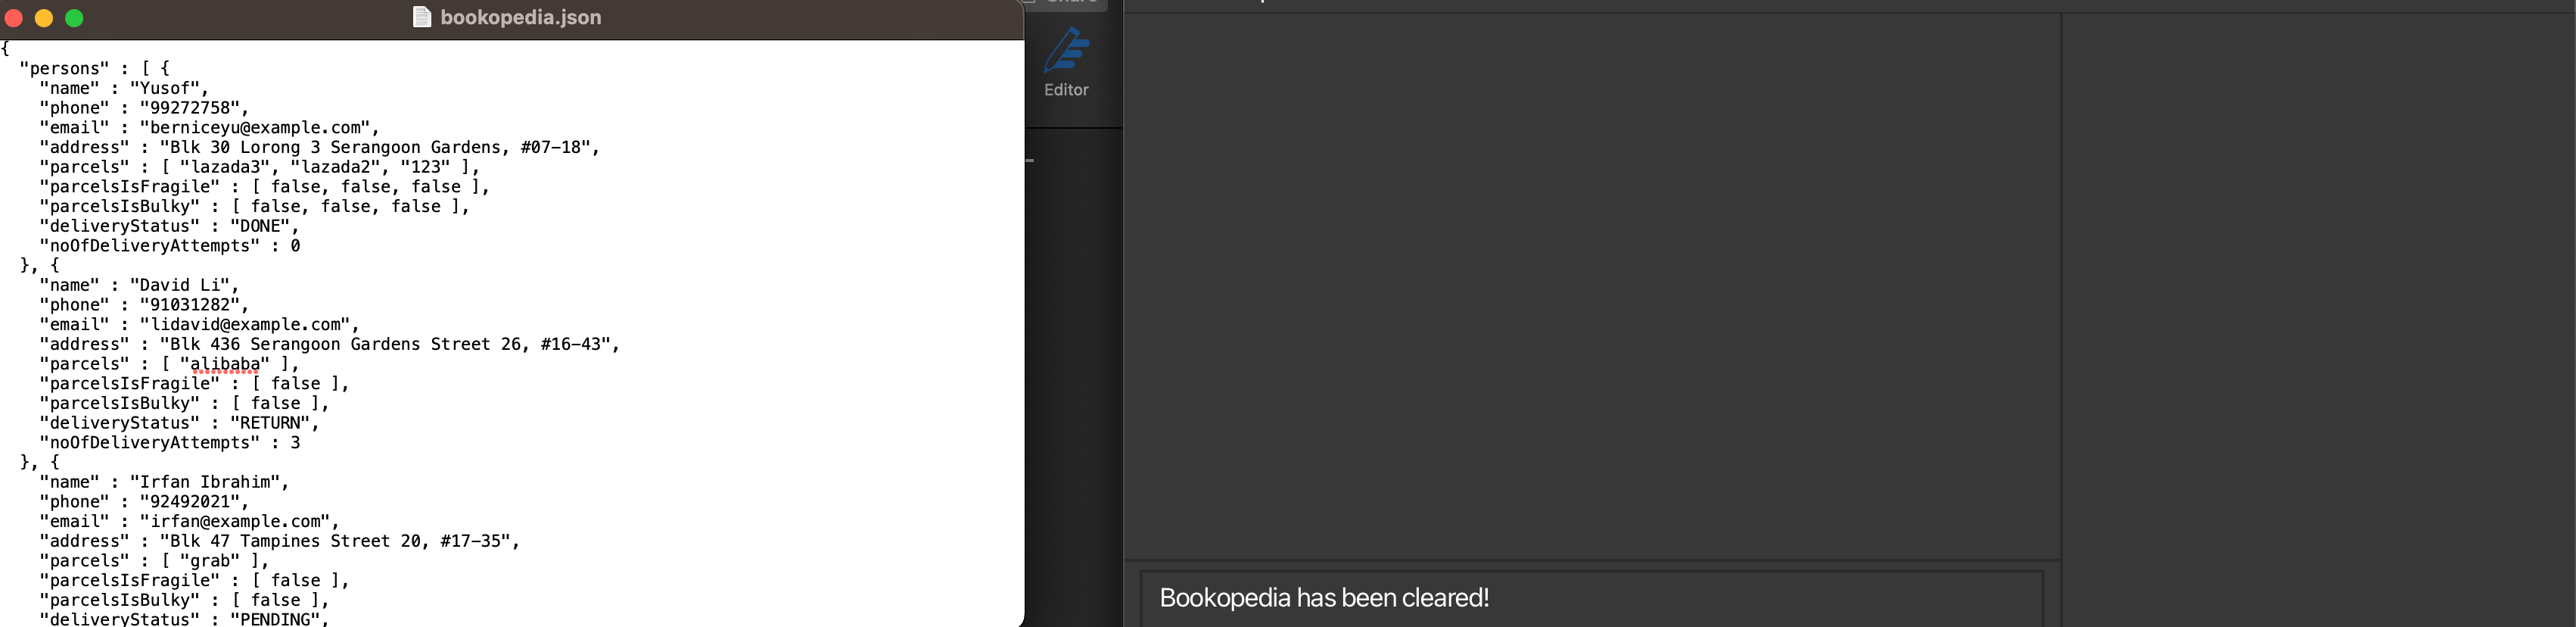 bookopedia.json
{
  "persons" : [ {
    "name" : "Yusof",
    "phone" : "99272758",
    "email" : "berniceyu@example.com",
    "address" : "Blk 30 Lorong 3 Serangoon Gardens, #07-18",
    "parcels" : [ "lazada3", "lazada2", "123" ],
    "parcelsIsFragile" : [ false, false, false ],
    "parcelsIsBulky" : [ false, false, false ],
    "deliveryStatus" : "DONE",
    "noOfDeliveryAttempts" : 0
  }, {
    "name" : "David Li",
    "phone" : "91031282",
    "email" : "lidavid@example.com",
    "address" : "Blk 436 Serangoon Gardens Street 26, #16-43",
    "parcels" : [ "alibaba" ],
    "parcelsIsFragile" : [ false ],
    "parcelsIsBulky" : [ false ],
    "deliveryStatus" : "RETURN",
    "noOfDeliveryAttempts" : 3
  }, {
    "name" : "Irfan Ibrahim",
    "phone" : "92492021",
    "email" : "irfan@example.com",
    "address" : "Blk 47 Tampines Street 20, #17-35",
    "parcels" : [ "grab" ],
    "parcelsIsFragile" : [ false ],
    "parcelsIsBulky" : [ false ],
    "deliveryStatus" : "PENDING",
Editor
Bookopedia has been cleared!